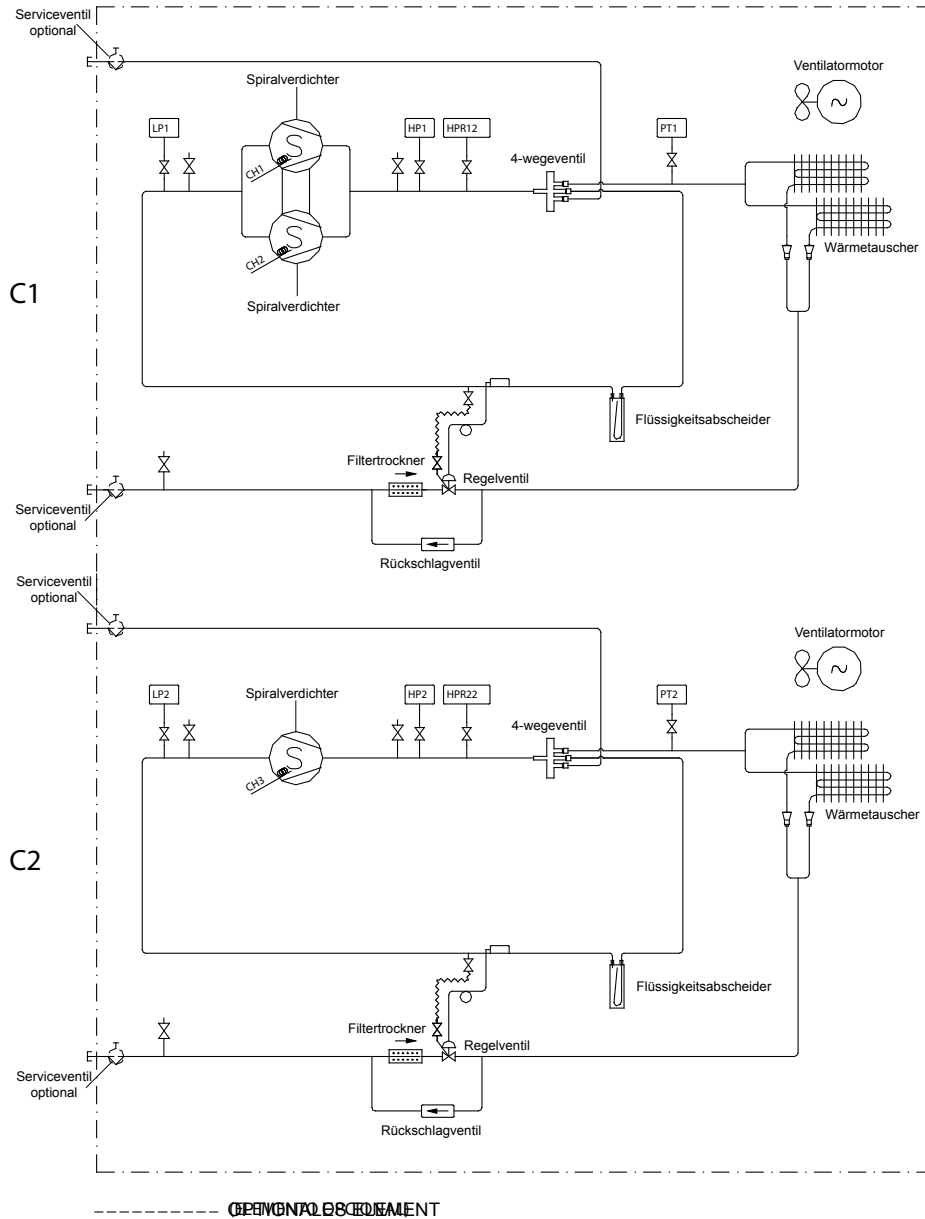 Serviceventil
optional
Spiralverdichter
Ventilatormotor
LP1
HP1
HPR12
PT1
4-wegeventil
CH1
CH2
Wärmetauscher
C1
Spiralverdichter
Flüssigkeitsabscheider
Filtertrockner
Regelventil
Serviceventil
optional
Rückschlagventil
Serviceventil
optional
Ventilatormotor
LP2
Spiralverdichter
HP2
HPR22
PT2
4-wegeventil
CH3
Wärmetauscher
C2
Flüssigkeitsabscheider
Filtertrockner
Regelventil
Serviceventil
optional
Rückschlagventil
OPTIONALES ELEMENT